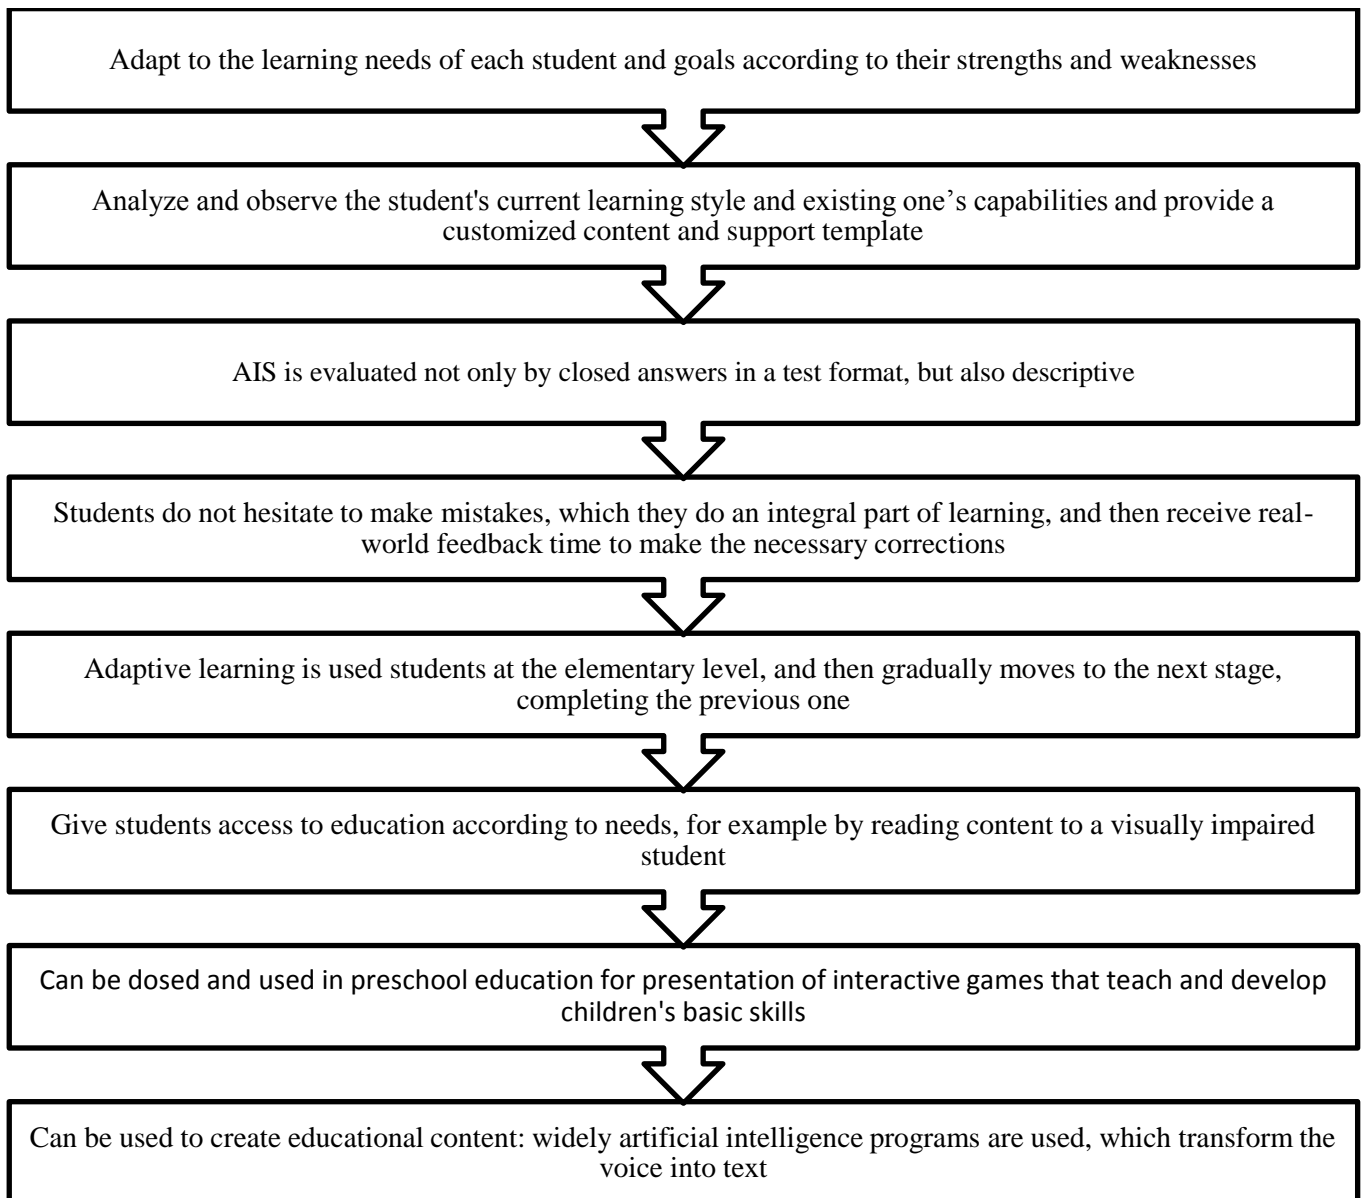 Adapt to the learning needs of each student and goals according to their strengths and weaknesses
Analyze and observe the student's current learning style and existing one’s capabilities and provide a
customized content and support template
AIS is evaluated not only by closed answers in a test format, but also descriptive
Students do not hesitate to make mistakes, which they do an integral part of learning, and then receive real-
world feedback time to make the necessary corrections
Adaptive learning is used students at the elementary level, and then gradually moves to the next stage,
completing the previous one
Give students access to education according to needs, for example by reading content to a visually impaired
student
Can be dosed and used in preschool education for presentation of interactive games that teach and develop
children's basic skills
Can be used to create educational content: widely artificial intelligence programs are used, which transform the
voice into text